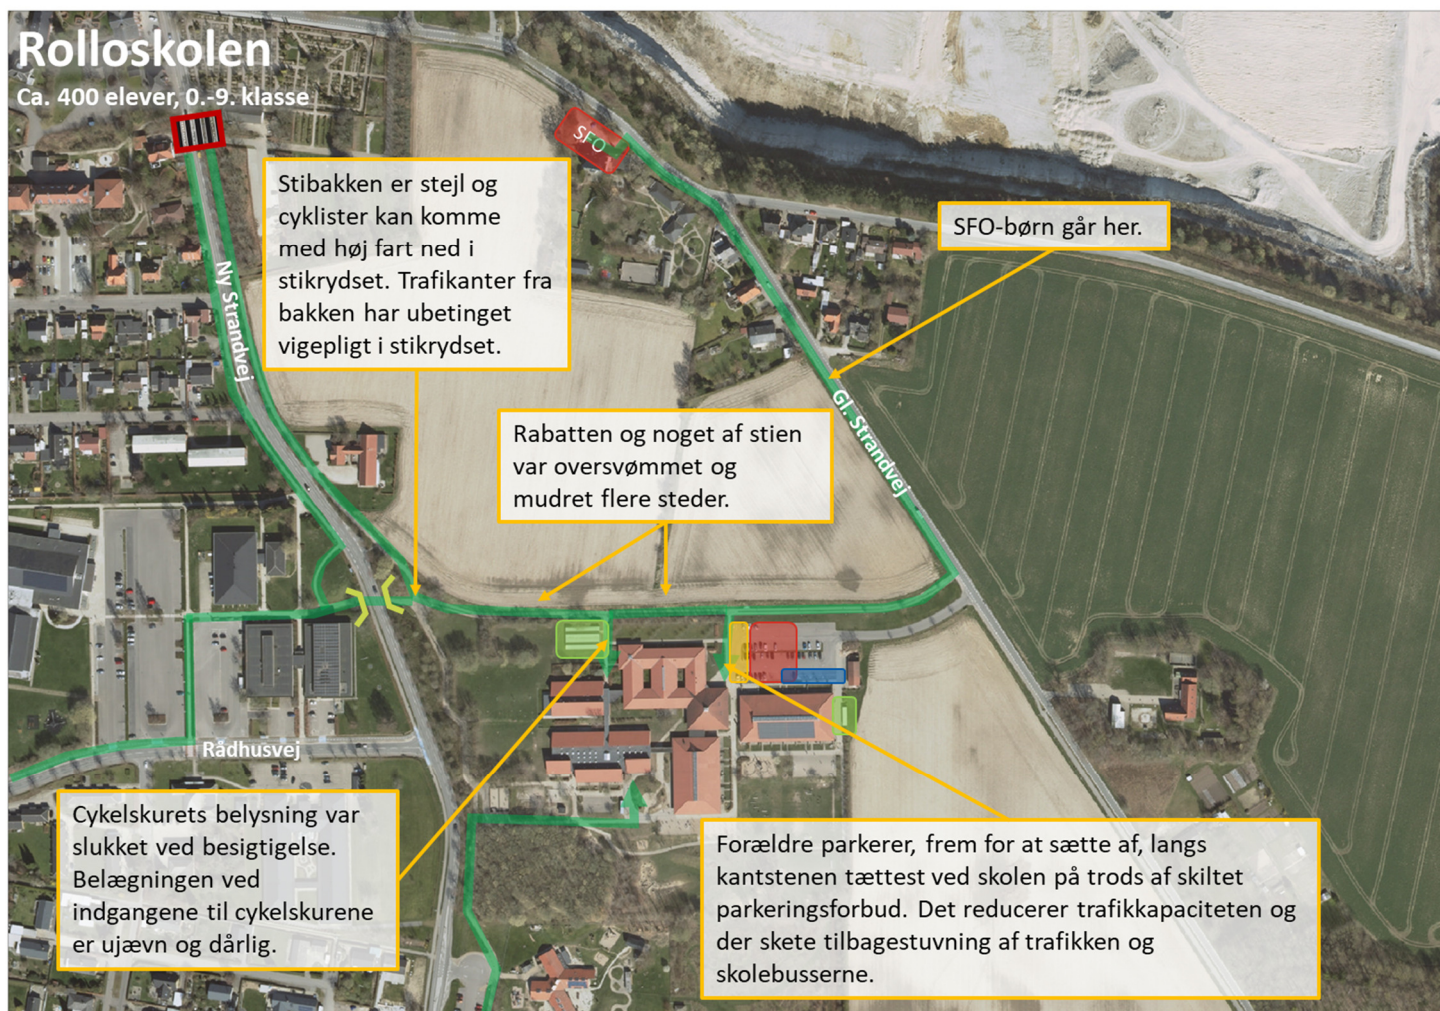 Rolloskolen
Ca. 400 elever, 0.-9. klasse
SFO
Stibakken er stejl og
cyklister kan komme
med høj fart ned i
stikrydset. Trafikanter fra
bakken har ubetinget
vigepligt i stikrydset.
SFO-børn går her.
Ny Strandvej
Gl. Strandvej
Rabatten og noget af stien
var oversvømmet og
mudret flere steder.
Rådhusvej
Cykelskurets belysning var
slukket ved besigtigelse.
Belægningen ved
indgangene til cykelskurene
er ujævn og dårlig.
Forældre parkerer, frem for at sætte af, langs
kantstenen tættest ved skolen på trods af skiltet
parkeringsforbud. Det reducerer trafikkapaciteten og
der skete tilbagestuvning af trafikken og
skolebusserne.